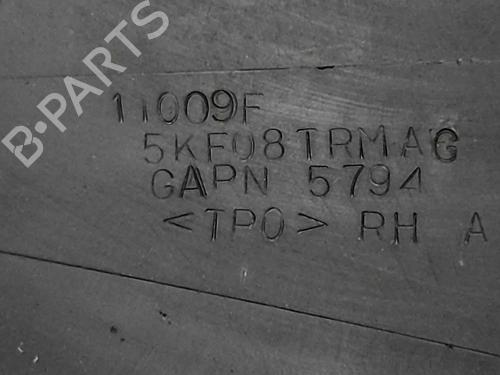 B-PARTS
11009F
5KF08TRMAG
GAPN 5794
<TPO> RH A